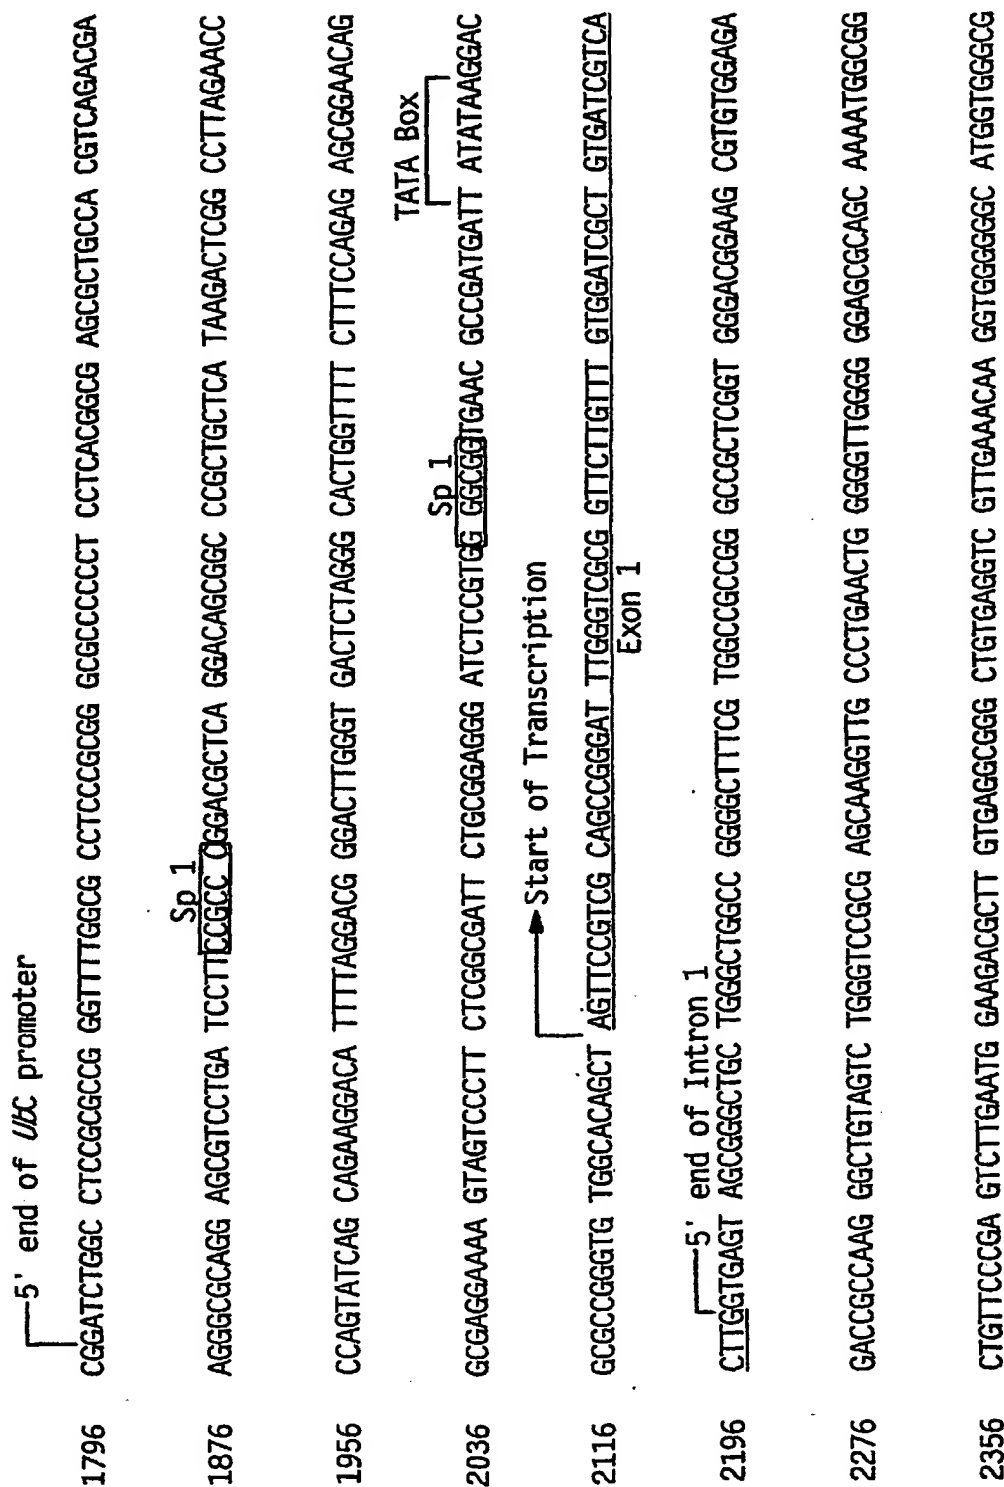 5' end of UbC promoter
1796 CGGATCTGGC CTCCGCGCCG GGTTTTGGCG CCTCCCGCGG GCGCCCCCCT CCTCACGGCG AGCGCTGCCA CGTCAGACGA
Sp 1
1876 AGGGCGCAGG AGCGTCCTGA TCCTTCCGCC CGGACGCTCA GGACAGCGGC CCGCTGCTCA TAAGACTCGG CCTTAGAACC
1956 CCAGTATCAG CAGAAGGACA TTTTAGGACG GGACTTGGGT GACTCTAGGG CACTGGTTTT CTTTCCAGAG AGCGGAACAG
Sp 1 TATA Box
2036 GCGAGGAAAA GTAGTCCCTT CTCGGCGATT CTGCGGAGGG ATCTCCGTGG GGCGGTGAAC GCCGATGATT ATATAAGGAC
Start of Transcription
2116 GCGCCGGGTG TGGCACAGCT AGTTCCGTCG CAGCCGGGAT TTGGGTCGCG GTTCTTGTTT GTGGATCGCT GTGATCGTCA
Exon 1
5' end of Intron 1
2196 CTTGGTGAGT AGCGGGCTGC TGGGCTGGCC GGGGCTTTCG TGGCCGCCGG GCCGCTCGGT GGGACGGAAG CGTGTGGAGA
2276 GACCGCCAAG GGCTGTAGTC TGGGTCCGCG AGCAAGGTTG CCCTGAACTG GGGGTTGGGG GGAGCGCAGC AAAATGGCGG
2356 CTGTTCCCGA GTCTTGAATG GAAGACGCTT GTGAGGCGGG CTGTGAGGTC GTTGAAACAA GGTGGGGGGC ATGGTGGGCG